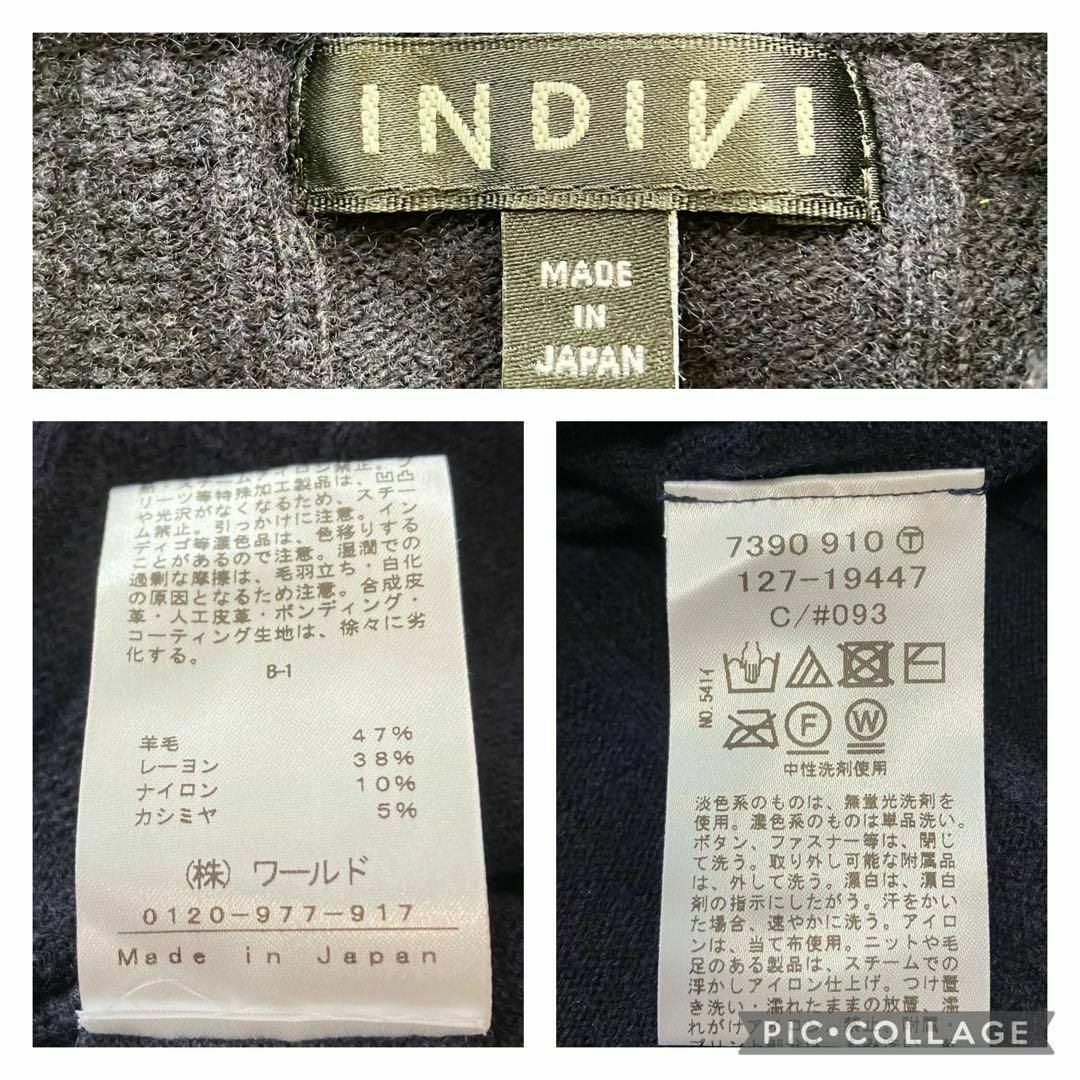 INDIVI
MADE
IN
JAPAN
リーツ等特殊加工製品は、凹凸
や光沢がなくなるため、スチー
ム禁止。引っかけに注意。イン
ディゴ等濃色品は、色移りする
ことがあるので注意。湿潤での
過剰な摩擦は、毛羽立ち・白化
の原因となるため注意。合成皮
革・人工皮革・ボンディング・
コーティング生地は、徐々に劣
化する。
B-1
羊毛 47%
レーヨン 38%
ナイロン 10%
カシミヤ 5%
(株)ワールド
0120-977-917
Made in Japan
7390 910 Ⓣ
127-19447
C/#093
NO.541イ
F W
中性洗剤使用
淡色系のものは、無蛍光洗剤を
使用。濃色系のものは単品洗い。
ボタン、ファスナー等は、閉じ
て洗う。取り外し可能な附属品
は、外して洗う。漂白は、漂白
剤の指示にしたがう。汗をかい
た場合、速やかに洗う。アイロ
ンは、当て布使用。ニットや毛
足のある製品は、スチームでの
浮かしアイロン仕上げ。つけ置
き洗い・濡れたままの放置、濡
PIC•COLLAGE